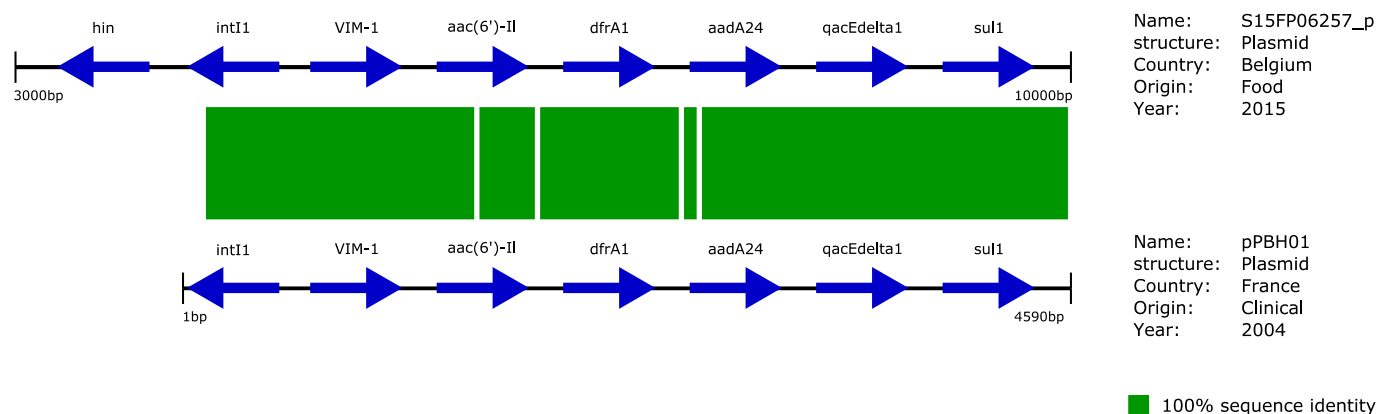 hin intI1 VIM-1 aac(6')-Il dfrA1 aadA24 qacEdelta1 sul1
3000bp 10000bp
Name: S15FP06257_p
structure: Plasmid
Country: Belgium
Origin: Food
Year: 2015
intI1 VIM-1 aac(6')-Il dfrA1 aadA24 qacEdelta1 sul1
1bp 4590bp
Name: pPBH01
structure: Plasmid
Country: France
Origin: Clinical
Year: 2004
100% sequence identity